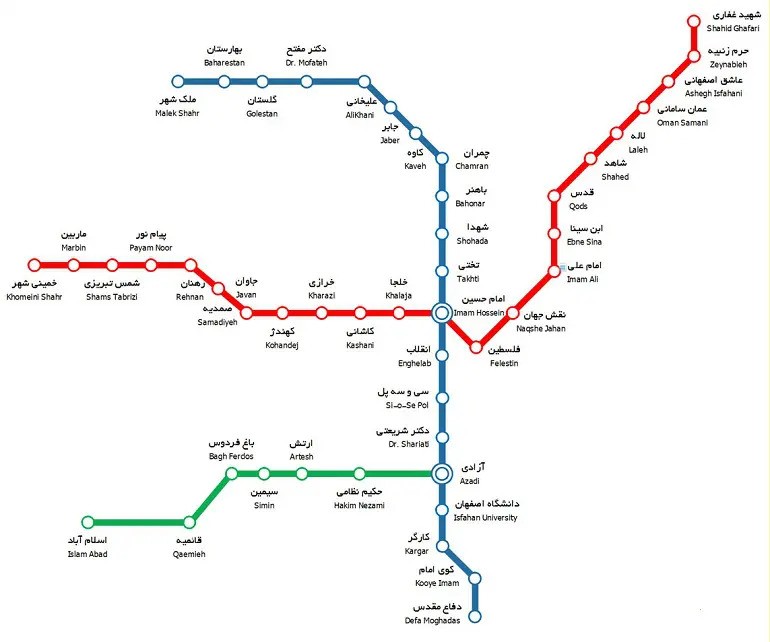 شهید غفاری
Shahid Ghafari
حرم زنبیه
Zeynabieh
عاشق اصفهانی
Ashegh Isfahani
عمان سامانی
Oman Samani
لاله
Laleh
شاهد
Shahed
قدس
Qods
ابن سینا
Ebne Sina
امام علی
Imam Ali
نقش جهان
Naqshe Jahan
فلسطین
Felestin
امام حسین
Imam Hossein
خلجا
Khalaja
کاشانی
Kashani
خرازی
Kharazi
کهندژ
Kohandej
جاوان
Javan
صمدیه
Samadiyeh
رهنان
Rehnan
پیام نور
Payam Noor
شمس تبریزی
Shams Tabrizi
ماربین
Marbin
خمینی شهر
Khomeini Shahr
ملک شهر
Malek Shahr
بهارستان
Baharestan
گلستان
Golestan
دکتر مفتح
Dr. Mofateh
علیخانی
AliKhani
جابر
Jaber
کاوه
Kaveh
چمران
Chamran
باهنر
Bahonar
شهدا
Shohada
تختی
Takhti
انقلاب
Enghelab
سی و سه پل
Si-o-Se Pol
دکتر شریعتی
Dr. Shariati
آزادی
Azadi
دانشگاه اصفهان
Isfahan University
کارگر
Kargar
کوی امام
Kooye Imam
دفاع مقدس
Defa Moghadas
حکیم نظامی
Hakim Nezami
ارتش
Artesh
سیمین
Simin
باغ فردوس
Bagh Ferdos
قائمیه
Qaemieh
اسلام آباد
Islam Abad